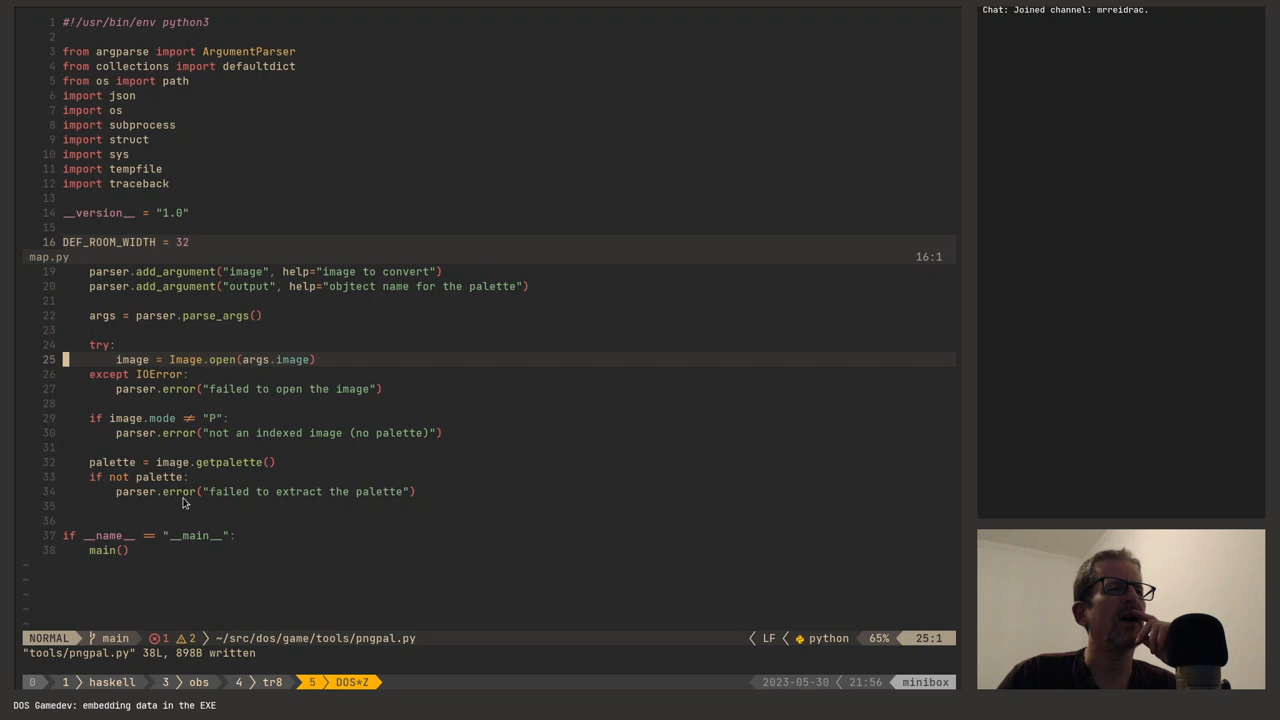 Chat: Joined channel: mrreidrac.
1 #!/usr/bin/env python3
2
3 from argparse import ArgumentParser
4 from collections import defaultdict
5 from os import path
6 import json
7 import os
8 import subprocess
9 import struct
10 import sys
11 import tempfile
12 import traceback
13
14 __version__ = "1.0"
15
16 DEF_ROOM_WIDTH = 32
map.py 16:1
19 parser.add_argument("image", help="image to convert")
20 parser.add_argument("output", help="objtect name for the palette")
21
22 args = parser.parse_args()
23
24 try:
25 image = Image.open(args.image)
26 except IOError:
27 parser.error("failed to open the image")
28
29 if image.mode ≠ "P":
30 parser.error("not an indexed image (no palette)")
31
32 palette = image.getpalette()
33 if not palette:
34 parser.error("failed to extract the palette")
35
36
37 if __name__ == "__main__":
38 main()
~
~
~
~
~
NORMAL main 1 2 ~/src/dos/game/tools/pngpal.py LF python 65% 25:1
"tools/pngpal.py" 38L, 898B written
0 1 haskell 3 obs 4 tr8 5 DOS*Z 2023-05-30 21:56 minibox
DOS Gamedev: embedding data in the EXE